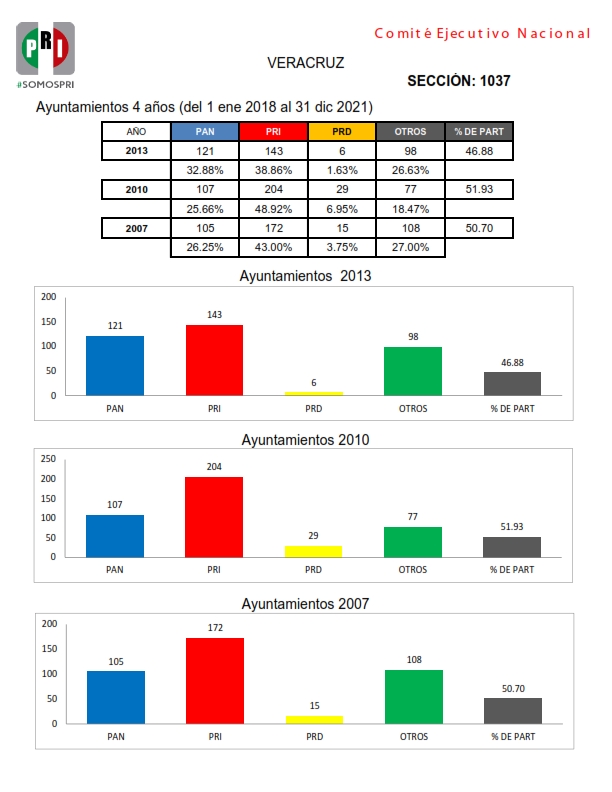 Comité Ejecutivo Nacional
PRI
#SOMOSPRI
VERACRUZ
SECCIÓN: 1037
Ayuntamientos 4 años (del 1 ene 2018 al 31 dic 2021)
AÑO PAN PRI PRD OTROS % DE PART
2013 121 143 6 98 46.88
32.88% 38.86% 1.63% 26.63%
2010 107 204 29 77 51.93
25.66% 48.92% 6.95% 18.47%
2007 105 172 15 108 50.70
26.25% 43.00% 3.75% 27.00%
Ayuntamientos 2013
200
150
100
50
0
121 143 6 98 46.88
PAN PRI PRD OTROS % DE PART
Ayuntamientos 2010
250
200
150
100
50
0
107 204 29 77 51.93
PAN PRI PRD OTROS % DE PART
Ayuntamientos 2007
200
150
100
50
0
105 172 15 108 50.70
PAN PRI PRD OTROS % DE PART